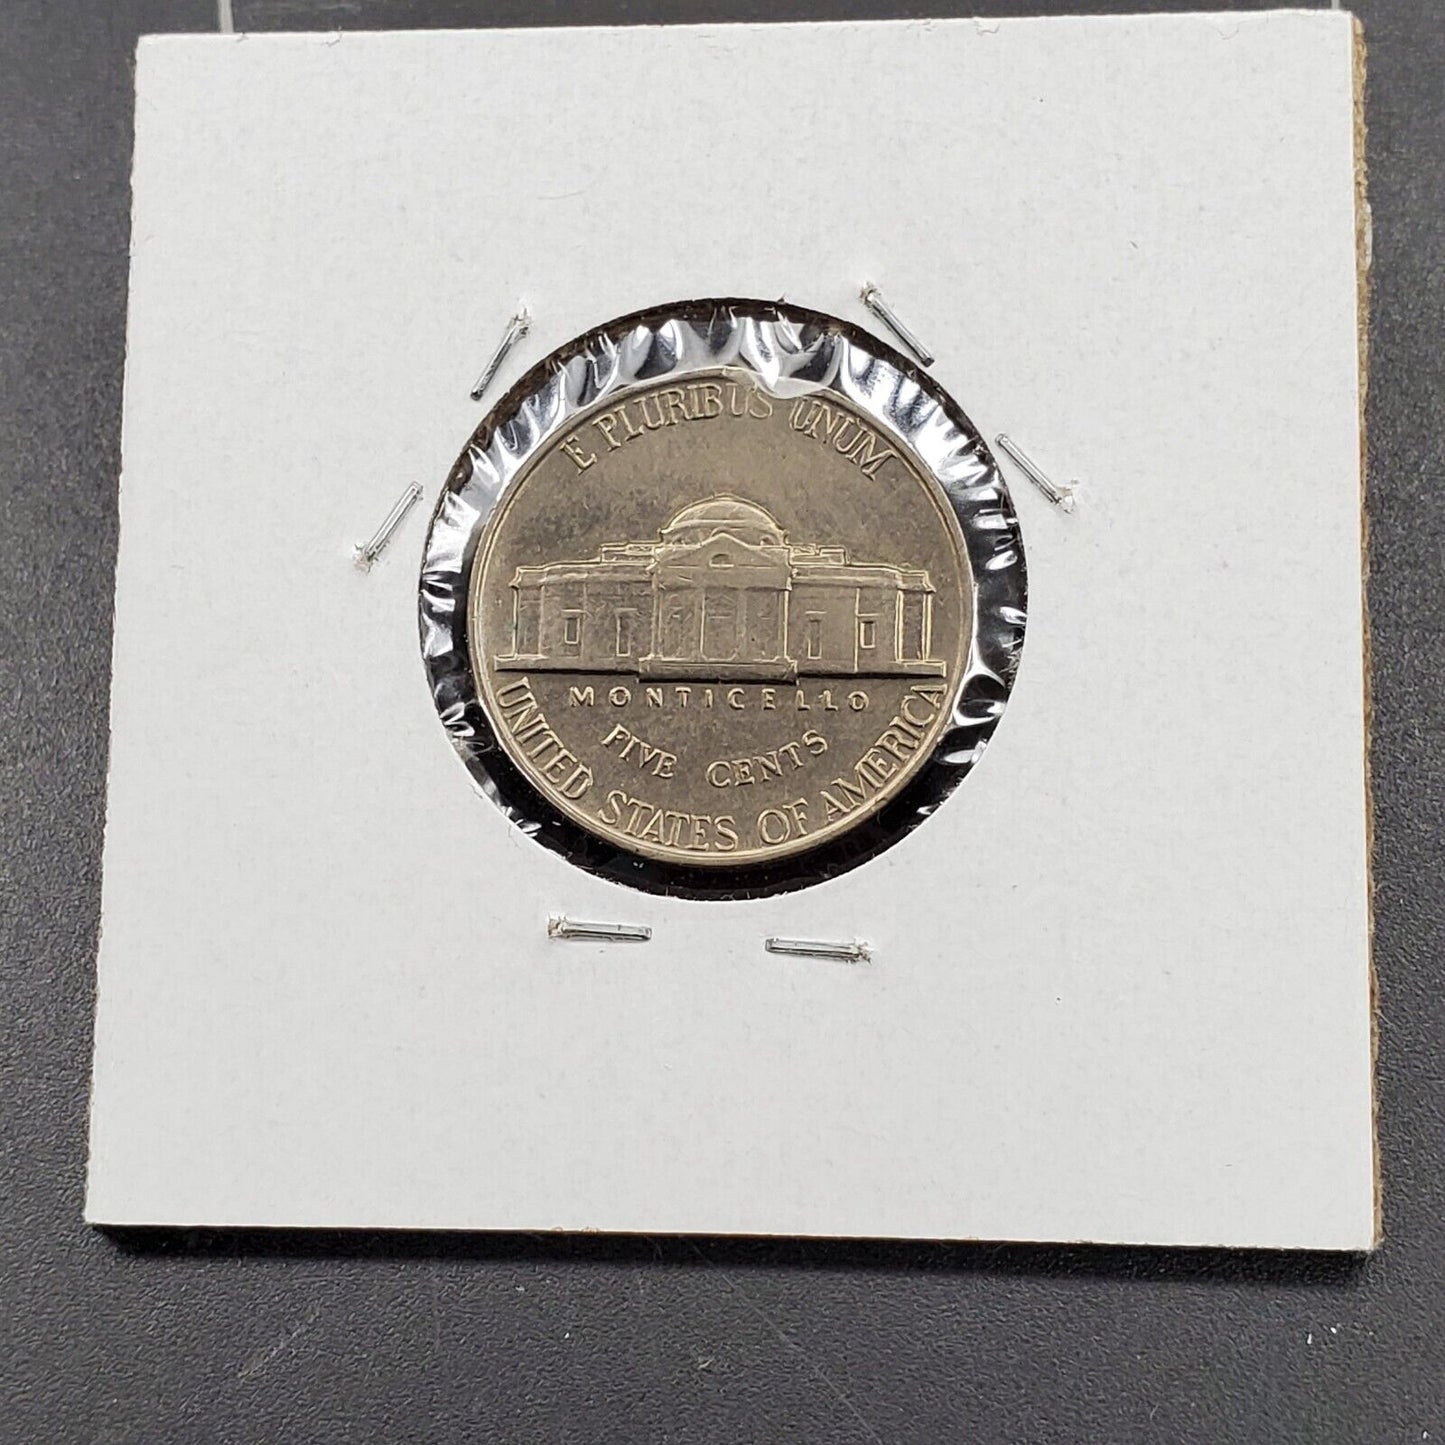 E PLURIBUS UNUM
MONTICELLO
FIVE CENTS
UNITED STATES OF AMERICA